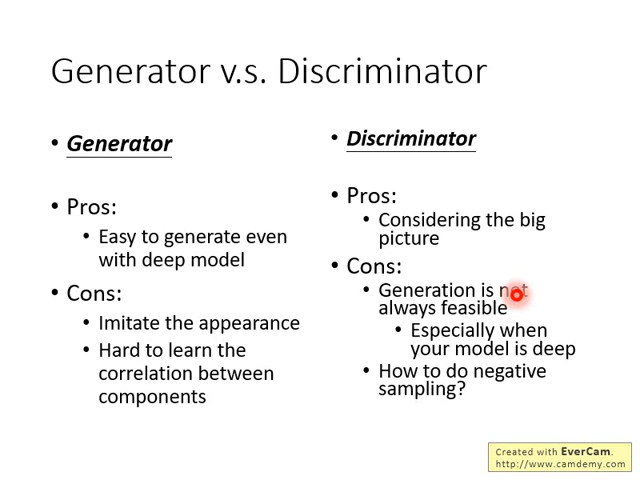 Generator v.s. Discriminator
• Generator
• Pros:
• Easy to generate even
with deep model
• Cons:
• Imitate the appearance
• Hard to learn the
correlation between
components
• Discriminator
• Pros:
• Considering the big
picture
• Cons:
• Generation is not
always feasible
• Especially when
your model is deep
• How to do negative
sampling?
Created with EverCam.
http://www.camdemy.com